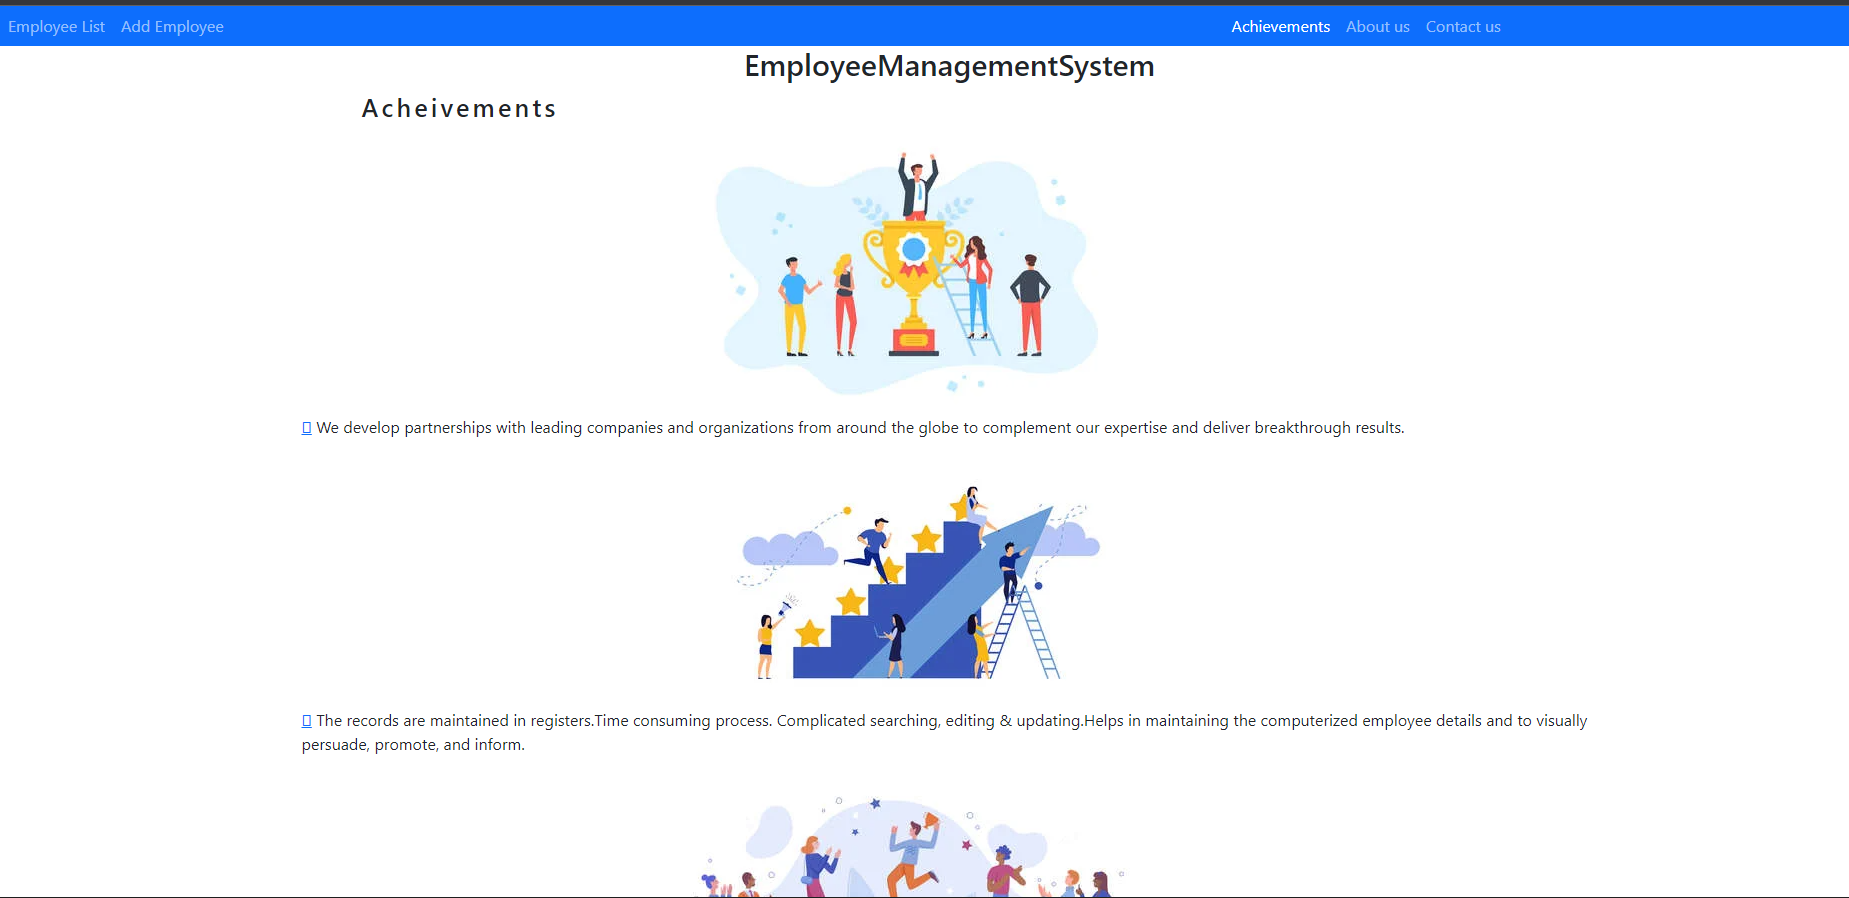 Employee List Add Employee Achievements About us Contact us
EmployeeManagementSystem
Acheivements
We develop partnerships with leading companies and organizations from around the globe to complement our expertise and deliver breakthrough results.
The records are maintained in registers.Time consuming process. Complicated searching, editing & updating.Helps in maintaining the computerized employee details and to visually
persuade, promote, and inform.